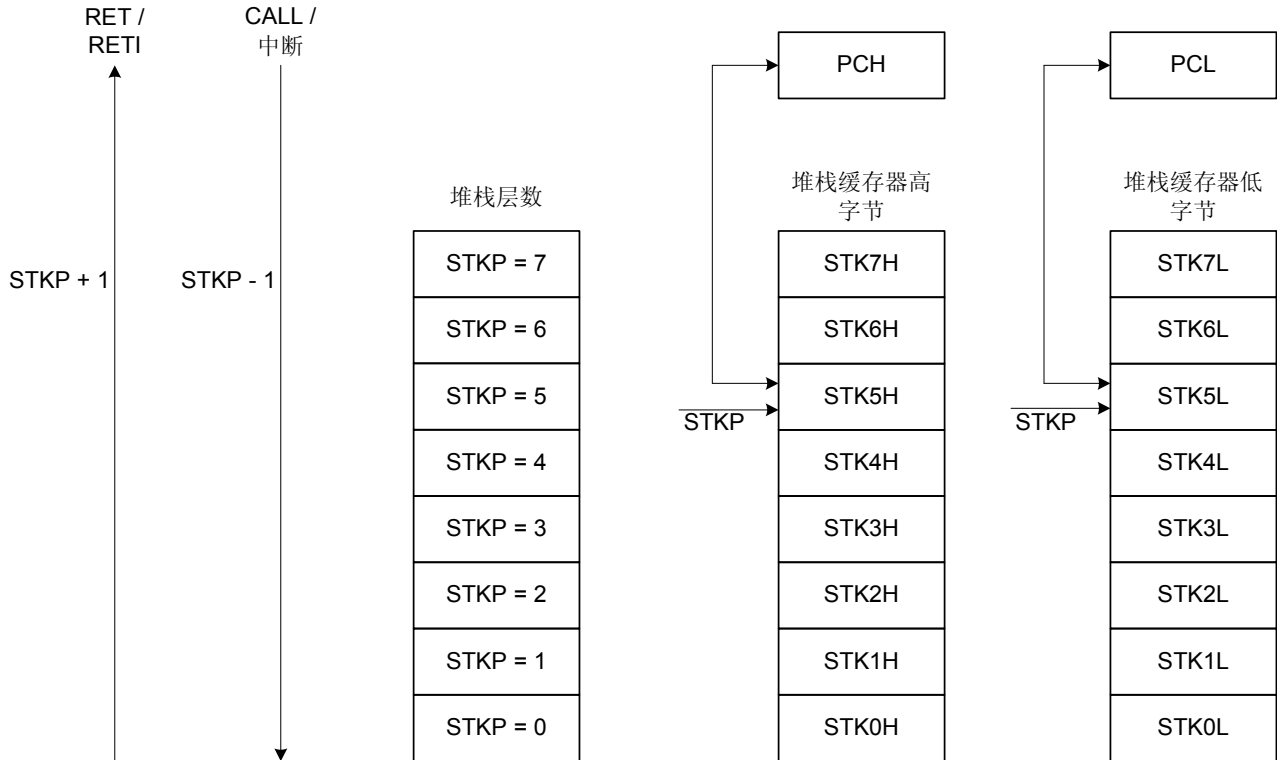 RET /
RETI
CALL /
中断
PCH
PCL
堆栈层数
堆栈缓存器高
字节
堆栈缓存器低
字节
STKP + 1
STKP - 1
STKP = 7
STK7H
STK7L
STKP = 6
STK6H
STK6L
STKP = 5
STK5H
STK5L
STKP
STKP
STKP = 4
STK4H
STK4L
STKP = 3
STK3H
STK3L
STKP = 2
STK2H
STK2L
STKP = 1
STK1H
STK1L
STKP = 0
STK0H
STK0L